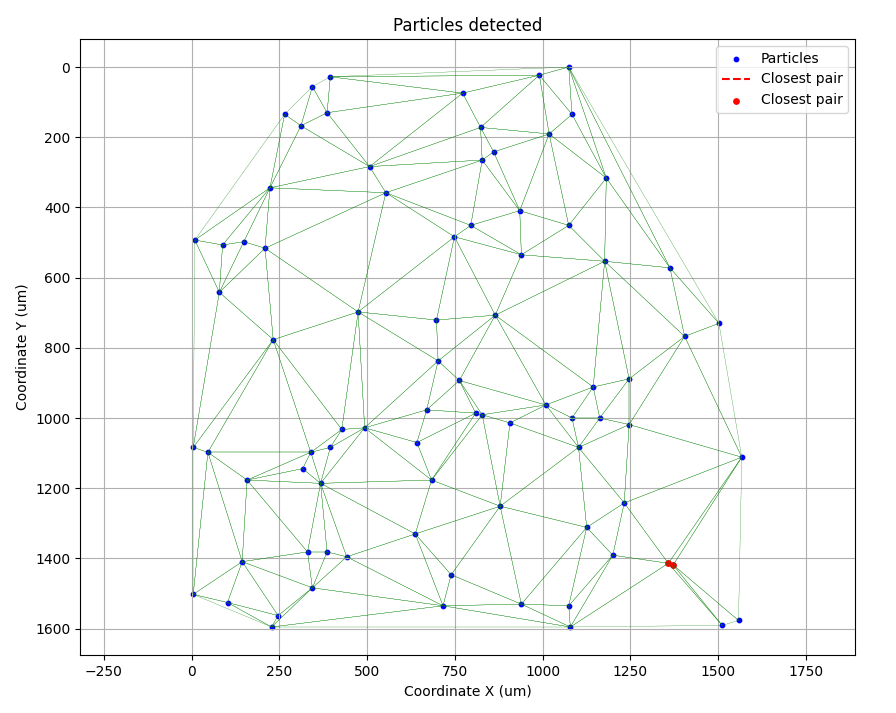 Particles detected
Particles
Closest pair
Closest pair
0
200
400
600
800
1000
1200
1400
1600
Coordinate Y (um)
−250 0 250 500 750 1000 1250 1500 1750
Coordinate X (um)